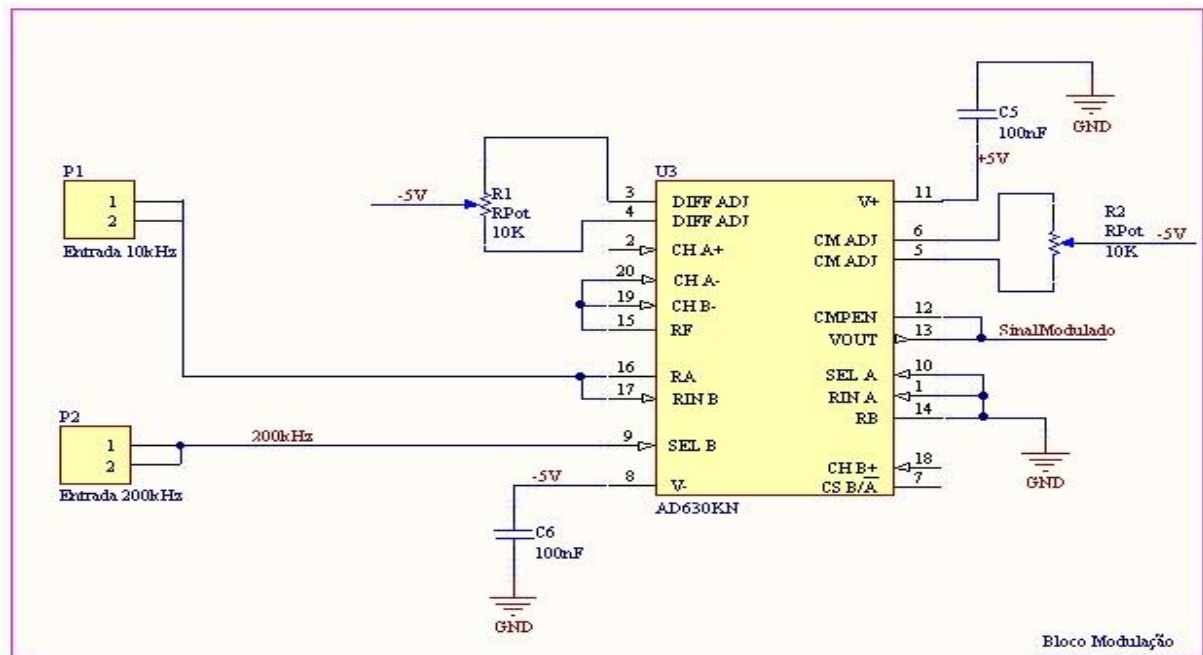 C5
100nF
GND
+5V
P1
1
2
Entrada 10kHz
-5V
R1
RPot
10K
U3
3
DIFF ADJ
4
DIFF ADJ
2
CH A+
20
CH A-
19
CH B-
15
RF
16
RA
17
RIN B
9
SEL B
8
V-
11
V+
6
CM ADJ
5
CM ADJ
12
CMPEN
13
VOUT
10
SEL A
1
RIN A
14
RB
18
CH B+
7
CS B/A
AD630KN
R2
RPot
10K
-5V
SinalModulado
GND
P2
1
2
Entrada 200kHz
200kHz
-5V
C6
100nF
GND
Bloco Modulação